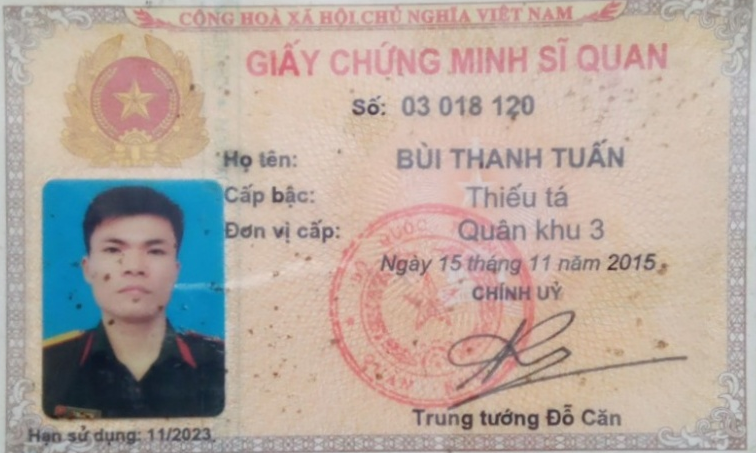 CỘNG HOÀ XÃ HỘI CHỦ NGHĨA VIỆT NAM
GIẤY CHỨNG MINH SĨ QUAN
Số: 03 018 120
Họ tên: BÙI THANH TUẤN
Cấp bậc: Thiếu tá
Đơn vị cấp: Quân khu 3
Ngày 15 tháng 11 năm 2015
CHÍNH UỶ
Trung tướng Đỗ Căn
Hạn sử dụng: 11/2023